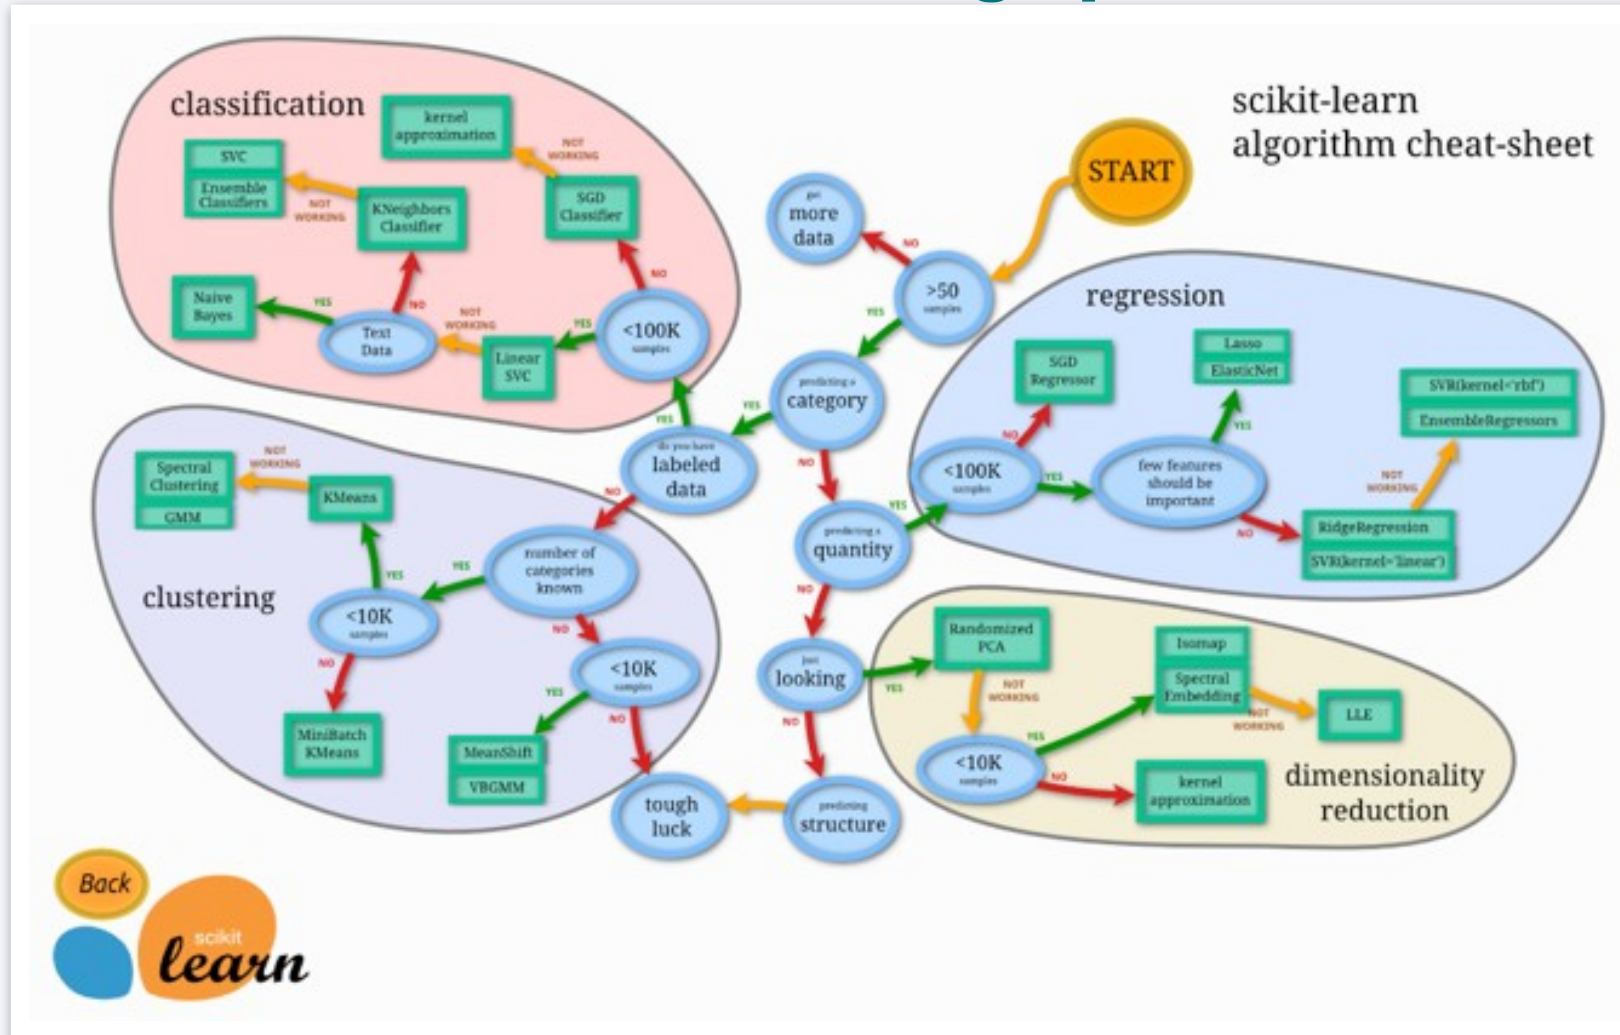 scikit-learn
algorithm cheat-sheet
START
>50
samples
NO
get
more
data
YES
predicting a
category
YES
do you have
labeled
data
YES
NO
classification
<100K
samples
NO
SGD
Classifier
NOT
WORKING
kernel
approximation
YES
Linear
SVC
NOT
WORKING
Text
Data
YES
Naive
Bayes
NO
KNeighbors
Classifier
NOT
WORKING
SVC
Ensemble
Classifiers
NO
clustering
number of
categories
known
YES
<10K
samples
YES
KMeans
NOT
WORKING
Spectral
Clustering
GMM
NO
MiniBatch
KMeans
NO
<10K
samples
YES
MeanShift
VBGMM
NO
tough
luck
predicting a
quantity
YES
regression
<100K
samples
NO
SGD
Regressor
YES
few features
should be
important
YES
Lasso
ElasticNet
NO
RidgeRegression
SVR(kernel='linear')
NOT
WORKING
SVR(kernel='rbf')
EnsembleRegressors
NO
just
looking
YES
dimensionality
reduction
Randomized
PCA
NOT
WORKING
<10K
samples
YES
Isomap
Spectral
Embedding
NOT
WORKING
LLE
NO
kernel
approximation
NO
predicting
structure
Back
scikit
learn